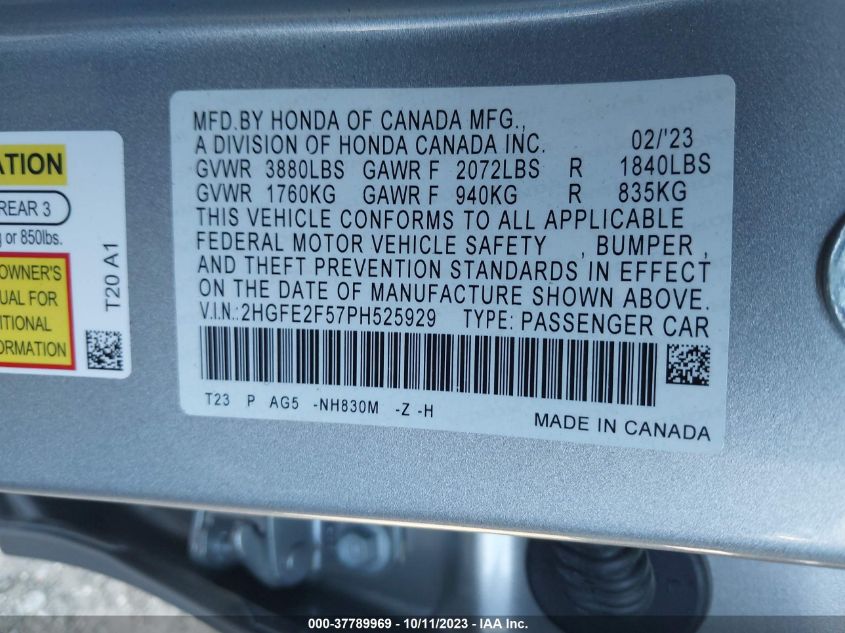 ATION
REAR 3
g or 850lbs.
OWNER'S
UAL FOR
ITIONAL
ORMATION
T20 A1
MFD.BY HONDA OF CANADA MFG.,
A DIVISION OF HONDA CANADA INC. 02/'23
GVWR 3880LBS GAWR F 2072LBS R 1840LBS
GVWR 1760KG GAWR F 940KG R 835KG
THIS VEHICLE CONFORMS TO ALL APPLICABLE
FEDERAL MOTOR VEHICLE SAFETY , BUMPER ,
AND THEFT PREVENTION STANDARDS IN EFFECT
ON THE DATE OF MANUFACTURE SHOWN ABOVE.
V.I.N.:2HGFE2F57PH525929 TYPE: PASSENGER CAR
T23 P AG5 -NH830M -Z -H
MADE IN CANADA
000-37789969 - 10/11/2023 - IAA Inc.